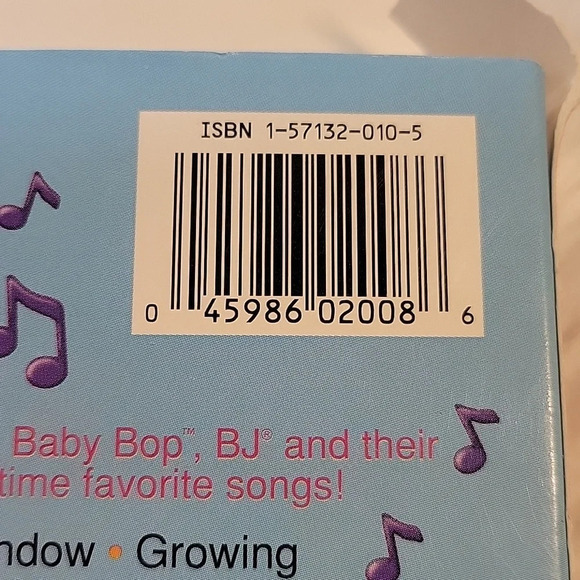 ISBN 1-57132-010-5
0 45986 02008 6
Baby Bop™, BJ® and their
time favorite songs!
ndow • Growing